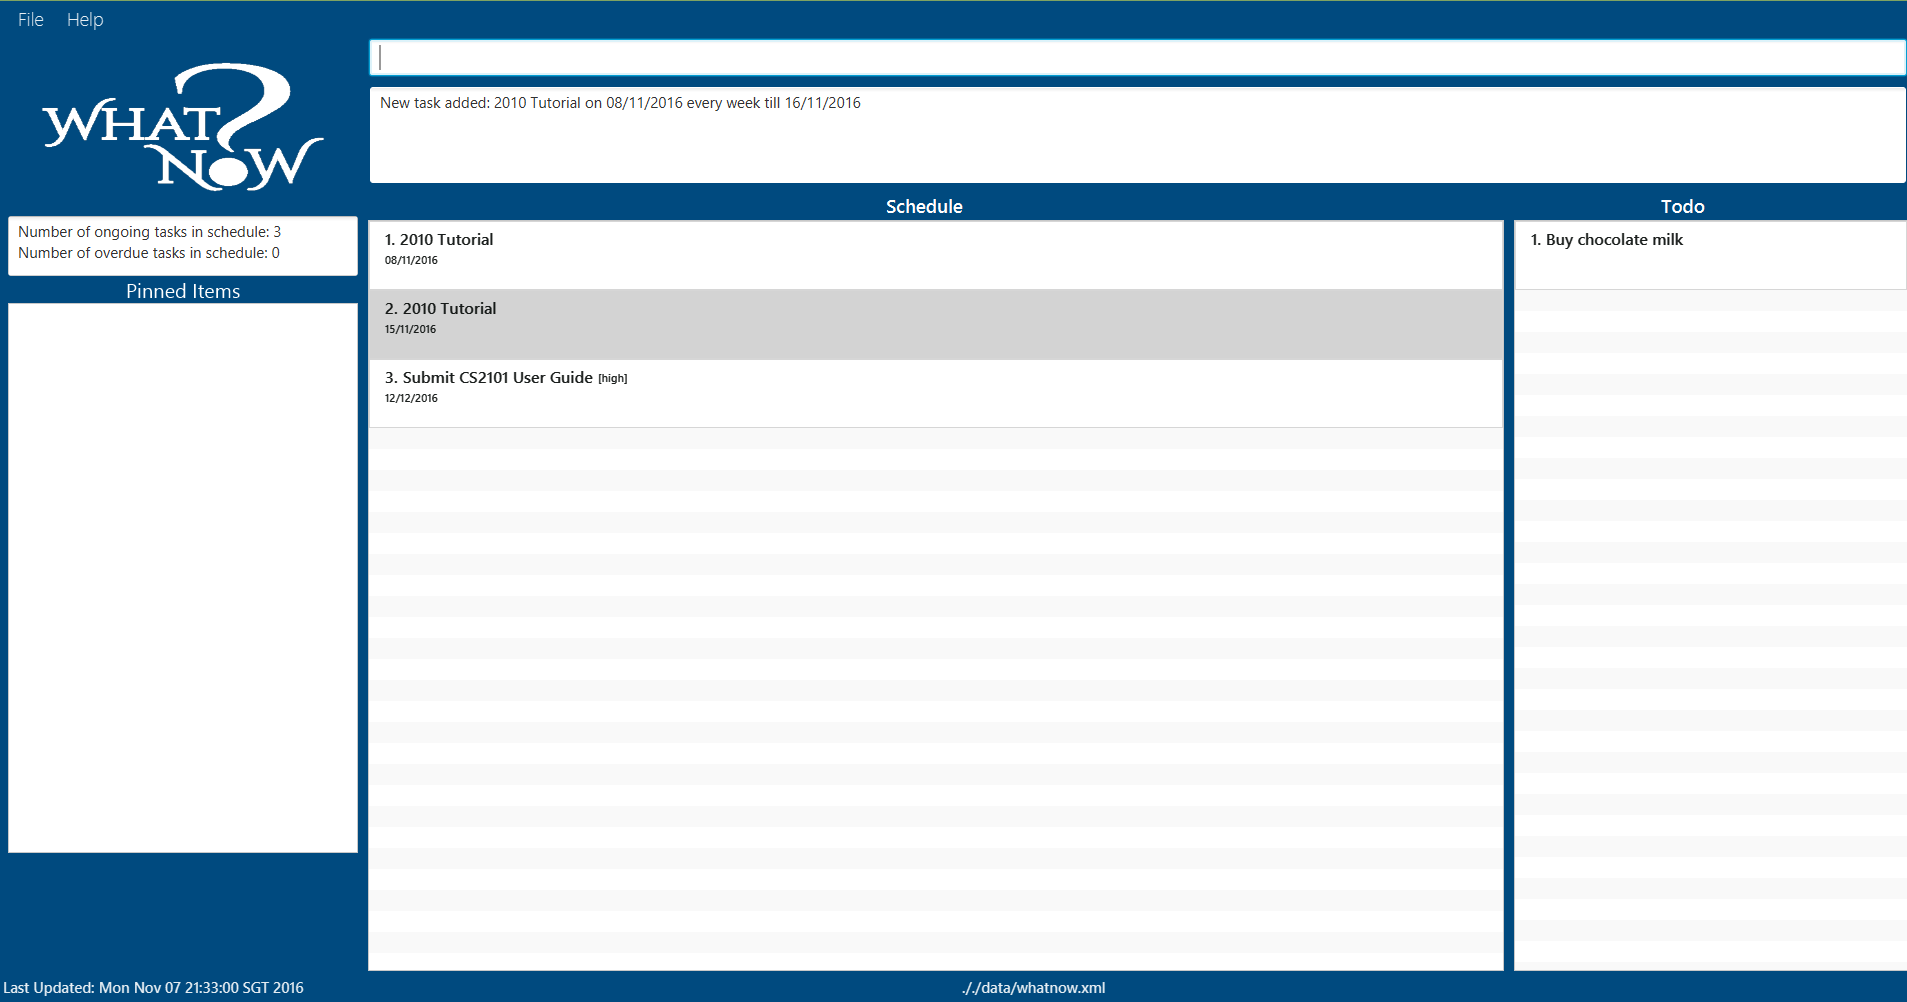 File Help
WHAT
NOW
New task added: 2010 Tutorial on 08/11/2016 every week till 16/11/2016
Number of ongoing tasks in schedule: 3
Number of overdue tasks in schedule: 0
Pinned Items
Schedule
1. 2010 Tutorial
08/11/2016
2. 2010 Tutorial
15/11/2016
3. Submit CS2101 User Guide [high]
12/12/2016
Todo
1. Buy chocolate milk
Last Updated: Mon Nov 07 21:33:00 SGT 2016
././data/whatnow.xml